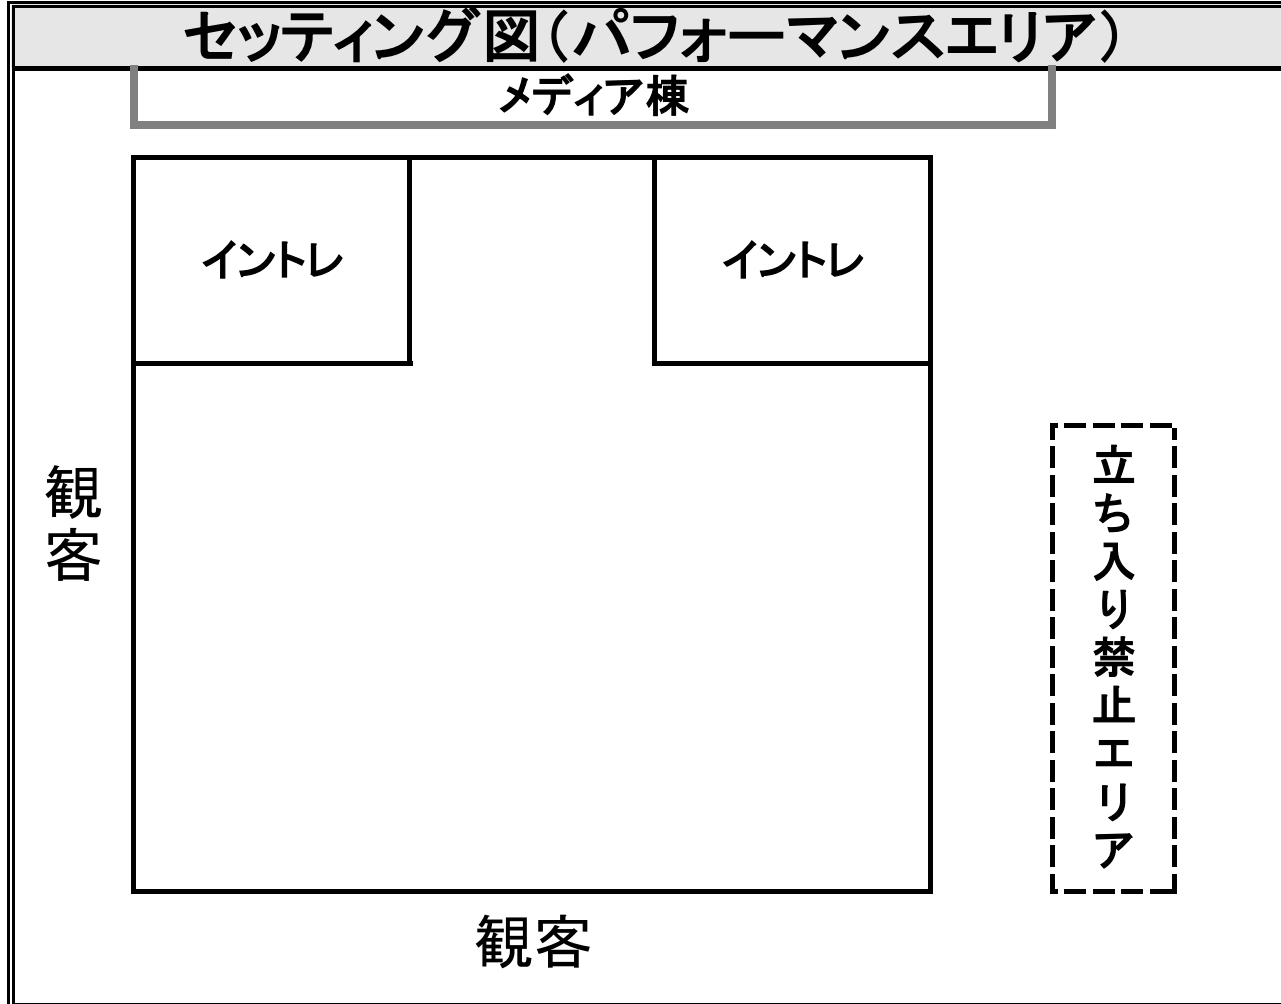 セッティング図(パフォーマンスエリア)
メディア棟
イントレ
イントレ
観客
立ち入り禁止エリア
観客